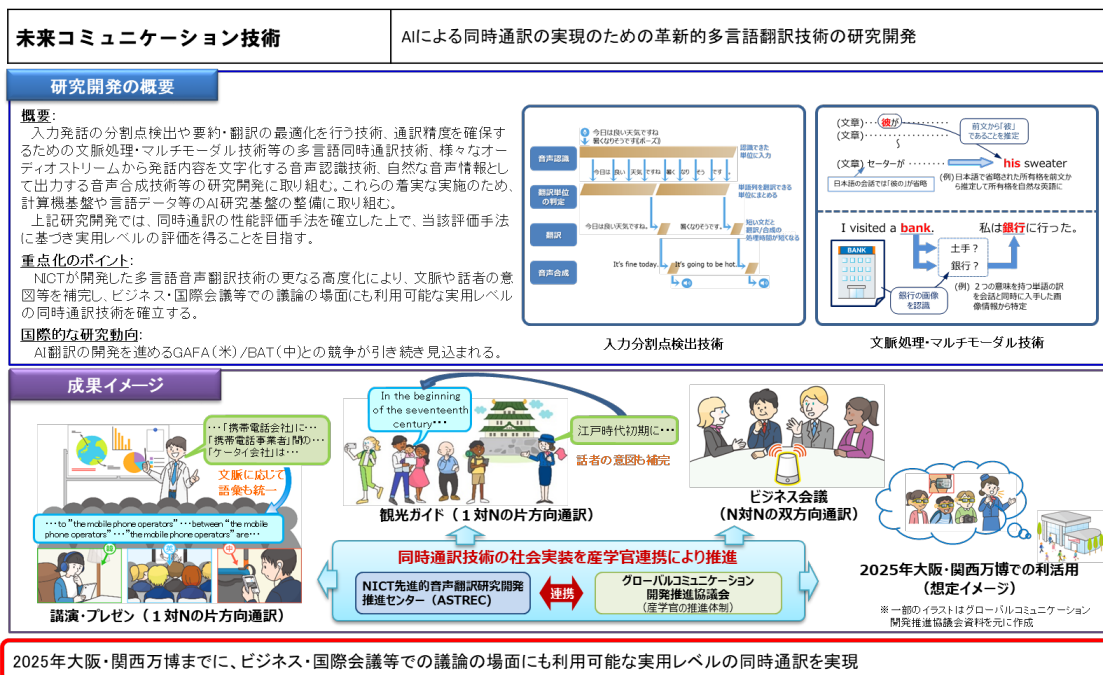 未来コミュニケーション技術
AIによる同時通訳の実現のための革新的多言語翻訳技術の研究開発
研究開発の概要
概要:
入力発話の分割点検出や要約・翻訳の最適化を行う技術、通訳精度を確保す
るための文脈処理・マルチモーダル技術等の多言語同時通訳技術、様々なオー
ディオストリームから発話内容を文字化する音声認識技術、自然な音声情報とし
て出力する音声合成技術等の研究開発に取り組む。これらの着実な実施のため、
計算機基盤や言語データ等のAI研究基盤の整備に取り組む。
上記研究開発では、同時通訳の性能評価手法を確立した上で、当該評価手法
に基づき実用レベルの評価を得ることを目指す。
重点化のポイント:
NICTが開発した多言語音声翻訳技術の更なる高度化により、文脈や話者の意
図等を補完し、ビジネス・国際会議等での議論の場面にも利用可能な実用レベル
の同時通訳技術を確立する。
国際的な研究動向:
AI翻訳の開発を進めるGAFA(米)/BAT(中)との競争が引き続き見込まれる。
今日は良い天気ですね
暑くなりそうです(ポーズ)
音声認識
認識できた
単位に入力
今日は 良い 天気 ですね 暑く なり そう です 。
翻訳単位
の判定
単語列を翻訳できる
単位にまとめる
翻訳
今日は良い天気ですね。
暑くなりそうです。
短い文だと
翻訳/合成の
処理時間が短くなる
音声合成
It's fine today.
It's going to be hot.
入力分割点検出技術
(文章)・・・彼が
(文章)・・・
前文から「彼」
であることを推定
(文章) セーターが・・・・・
his sweater
日本語の会話では「彼の」が省略
(例)日本語で省略された所有格を前文か
ら推定して所有格を自然な英語に
I visited a bank.
私は銀行に行った。
BANK
土手?
銀行?
銀行の画像
を認識
(例) 2つの意味を持つ単語の訳
を会話と同時に入手した画
像情報から特定
文脈処理・マルチモーダル技術
成果イメージ
・・・「携帯電話会社」に・・・
「携帯電話事業者」間の・・・
「ケータイ会社」は・・・
文脈に応じて
語彙も統一
・・・to "the mobile phone operators"・・・between "the mobile
phone operators"・・・"the mobile phone operators" are・・・
韓
英
中
講演・プレゼン(1対Nの片方向通訳)
In the beginning
of the seventeenth
century・・・
江戸時代初期に・・・
話者の意図も補完
観光ガイド(1対Nの片方向通訳)
ビジネス会議
(N対Nの双方向通訳)
同時通訳技術の社会実装を産学官連携により推進
NICT先進的音声翻訳研究開発
推進センター(ASTREC)
連携
グローバルコミュニケーション
開発推進協議会
(産学官の推進体制)
2025年大阪・関西万博での利活用
(想定イメージ)
※一部のイラストはグローバルコミュニケーション
開発推進協議会資料を元に作成
2025年大阪・関西万博までに、ビジネス・国際会議等での議論の場面にも利用可能な実用レベルの同時通訳を実現